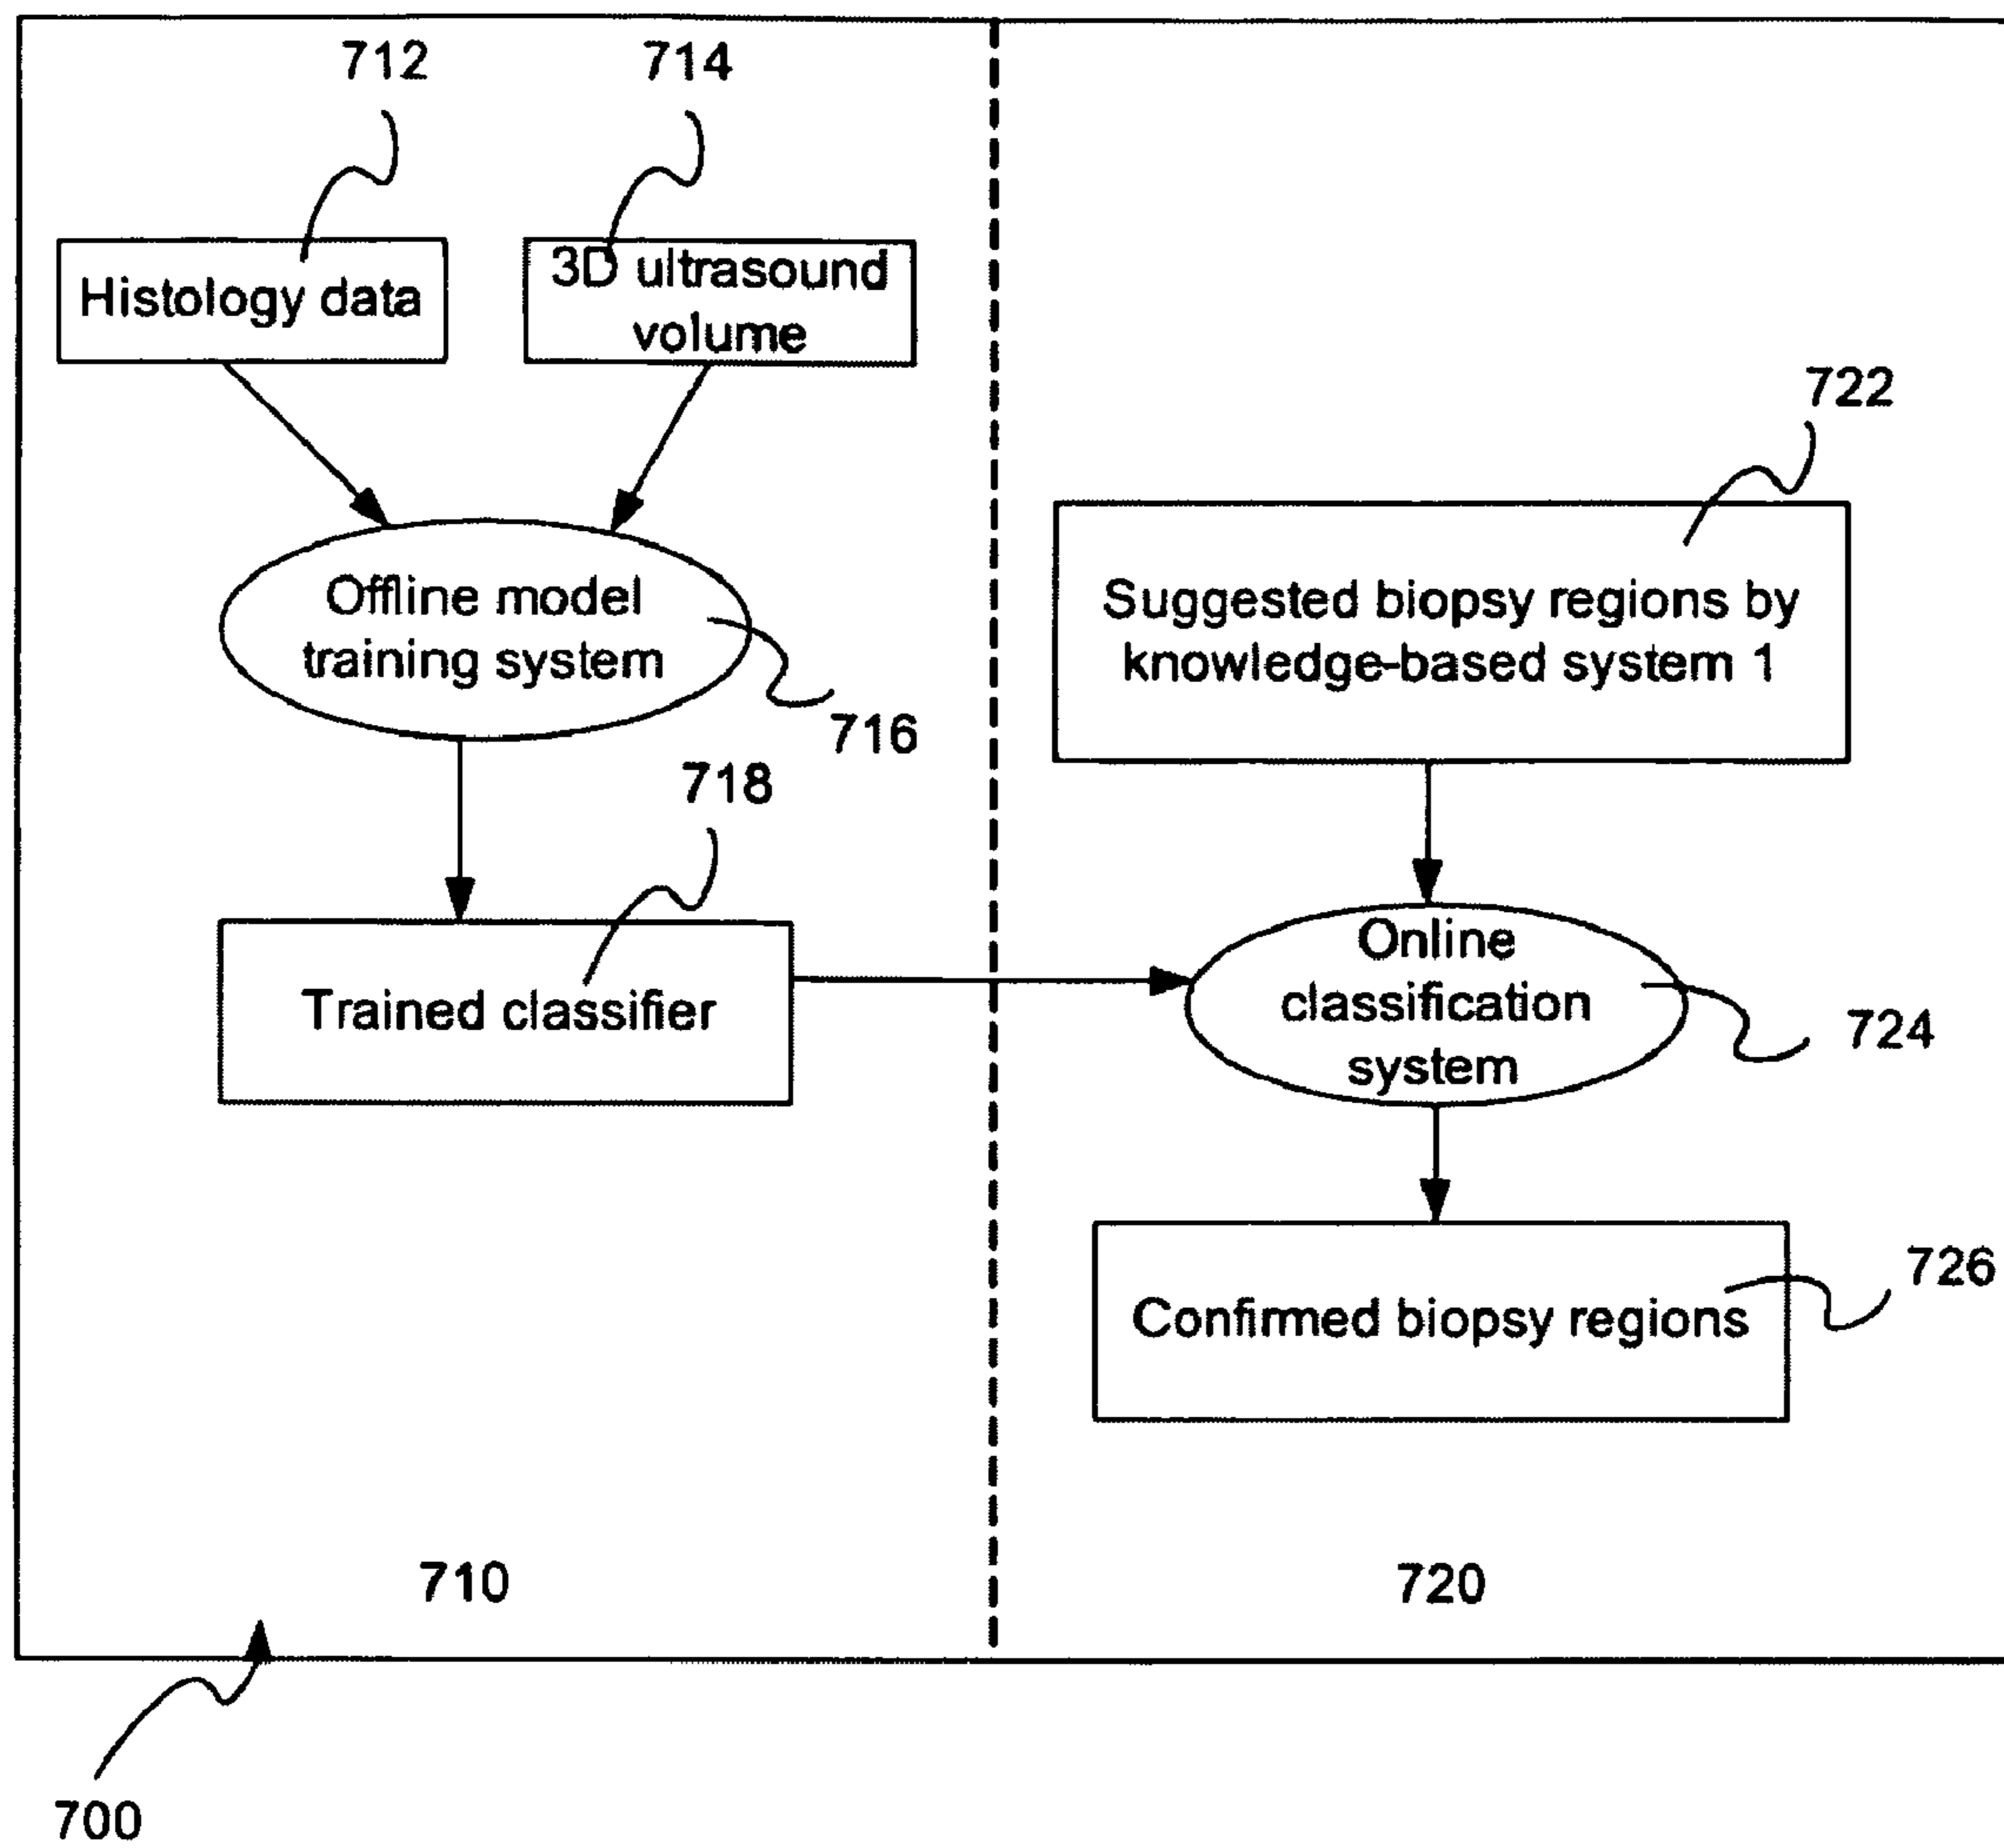 712
714
Histology data
3D ultrasound
volume
722
Offline model
training system
716
Suggested biopsy regions by
knowledge-based system 1
718
Trained classifier
Online
classification
system
724
Confirmed biopsy regions
726
710
720
700